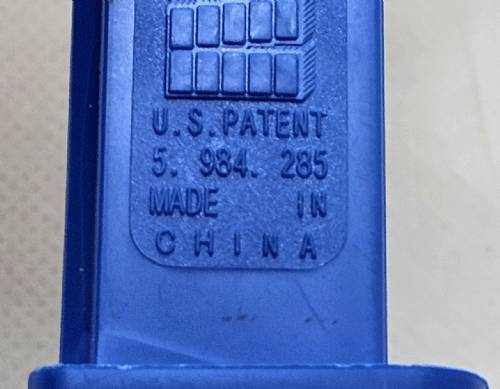 U.S.PATENT
5. 984. 285
MADE IN
CHINA